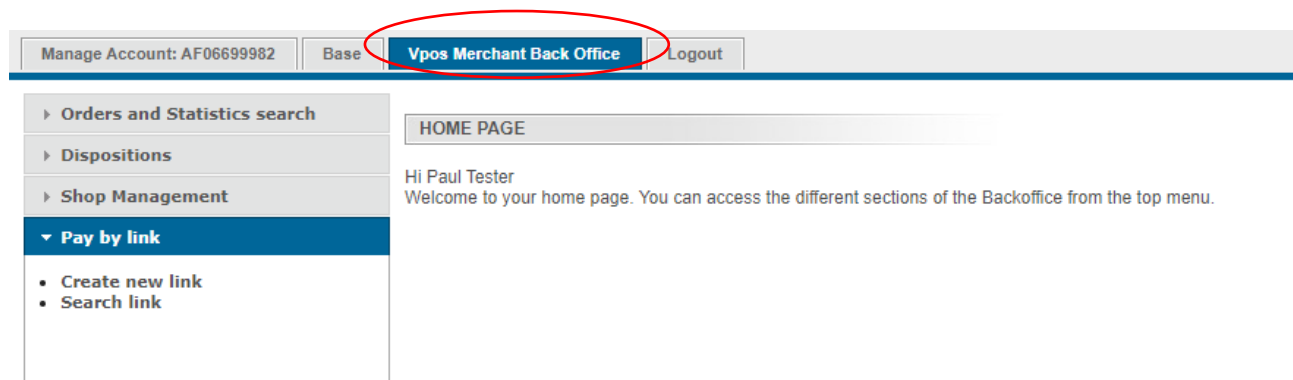 Manage Account: AF06699982 Base Vpos Merchant Back Office Logout
Orders and Statistics search
Dispositions
Shop Management
Pay by link
Create new link
Search link
HOME PAGE
Hi Paul Tester
Welcome to your home page. You can access the different sections of the Backoffice from the top menu.